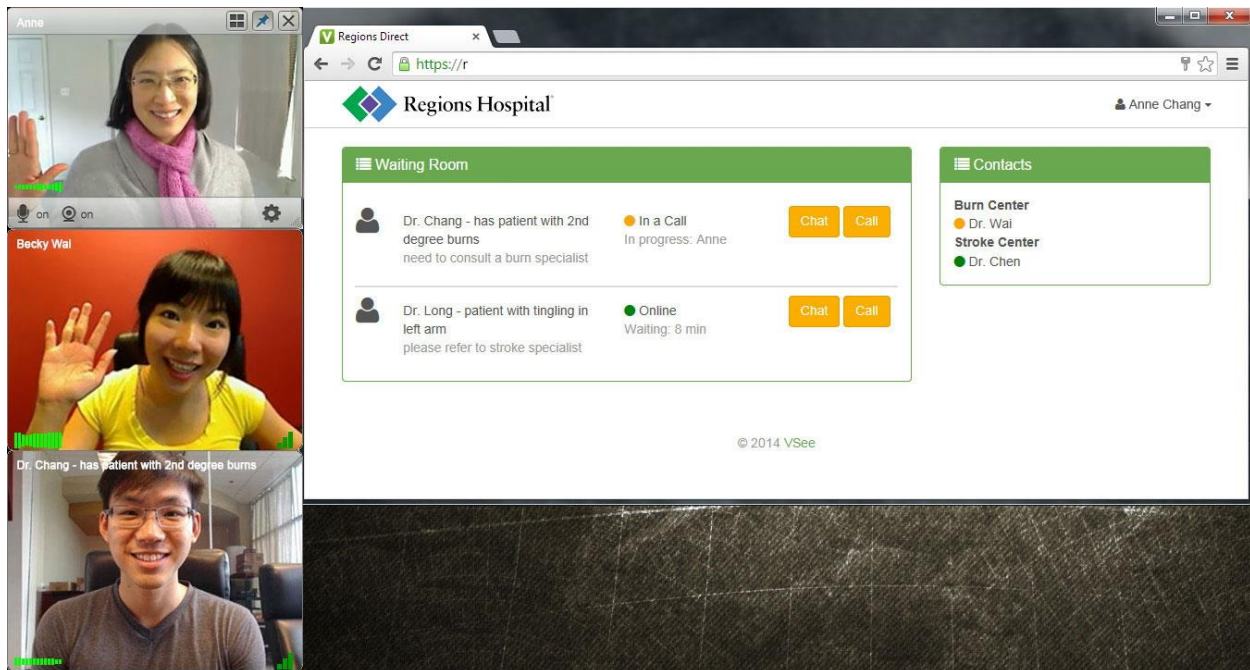 Anne
on
on
Becky Wai
Dr. Chang - has patient with 2nd degree burns
Regions Direct
https://r
Regions Hospital
Anne Chang
Waiting Room
Dr. Chang - has patient with 2nd
degree burns
need to consult a burn specialist
In a Call
In progress: Anne
Chat
Call
Dr. Long - patient with tingling in
left arm
please refer to stroke specialist
Online
Waiting: 8 min
Chat
Call
Contacts
Burn Center
Dr. Wai
Stroke Center
Dr. Chen
© 2014 VSee